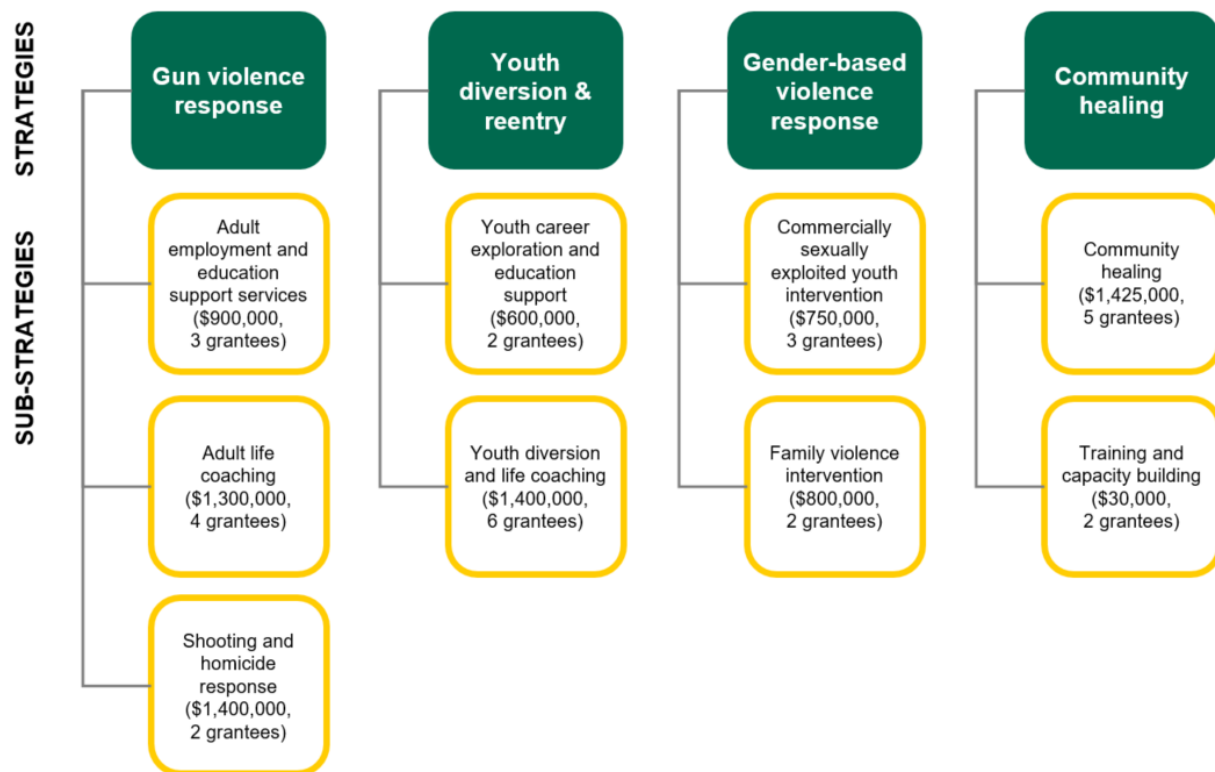 STRATEGIES
Gun violence
response
Youth
diversion &
reentry
Gender-based
violence
response
Community
healing
SUB-STRATEGIES
Adult
employment and
education
support services
($900,000,
3 grantees)
Youth career
exploration and
education
support
($600,000,
2 grantees)
Commercially
sexually
exploited youth
intervention
($750,000,
3 grantees)
Community
healing
($1,425,000,
5 grantees)
Adult life
coaching
($1,300,000,
4 grantees)
Youth diversion
and life coaching
($1,400,000,
6 grantees)
Family violence
intervention
($800,000,
2 grantees)
Training and
capacity building
($30,000,
2 grantees)
Shooting and
homicide
response
($1,400,000,
2 grantees)